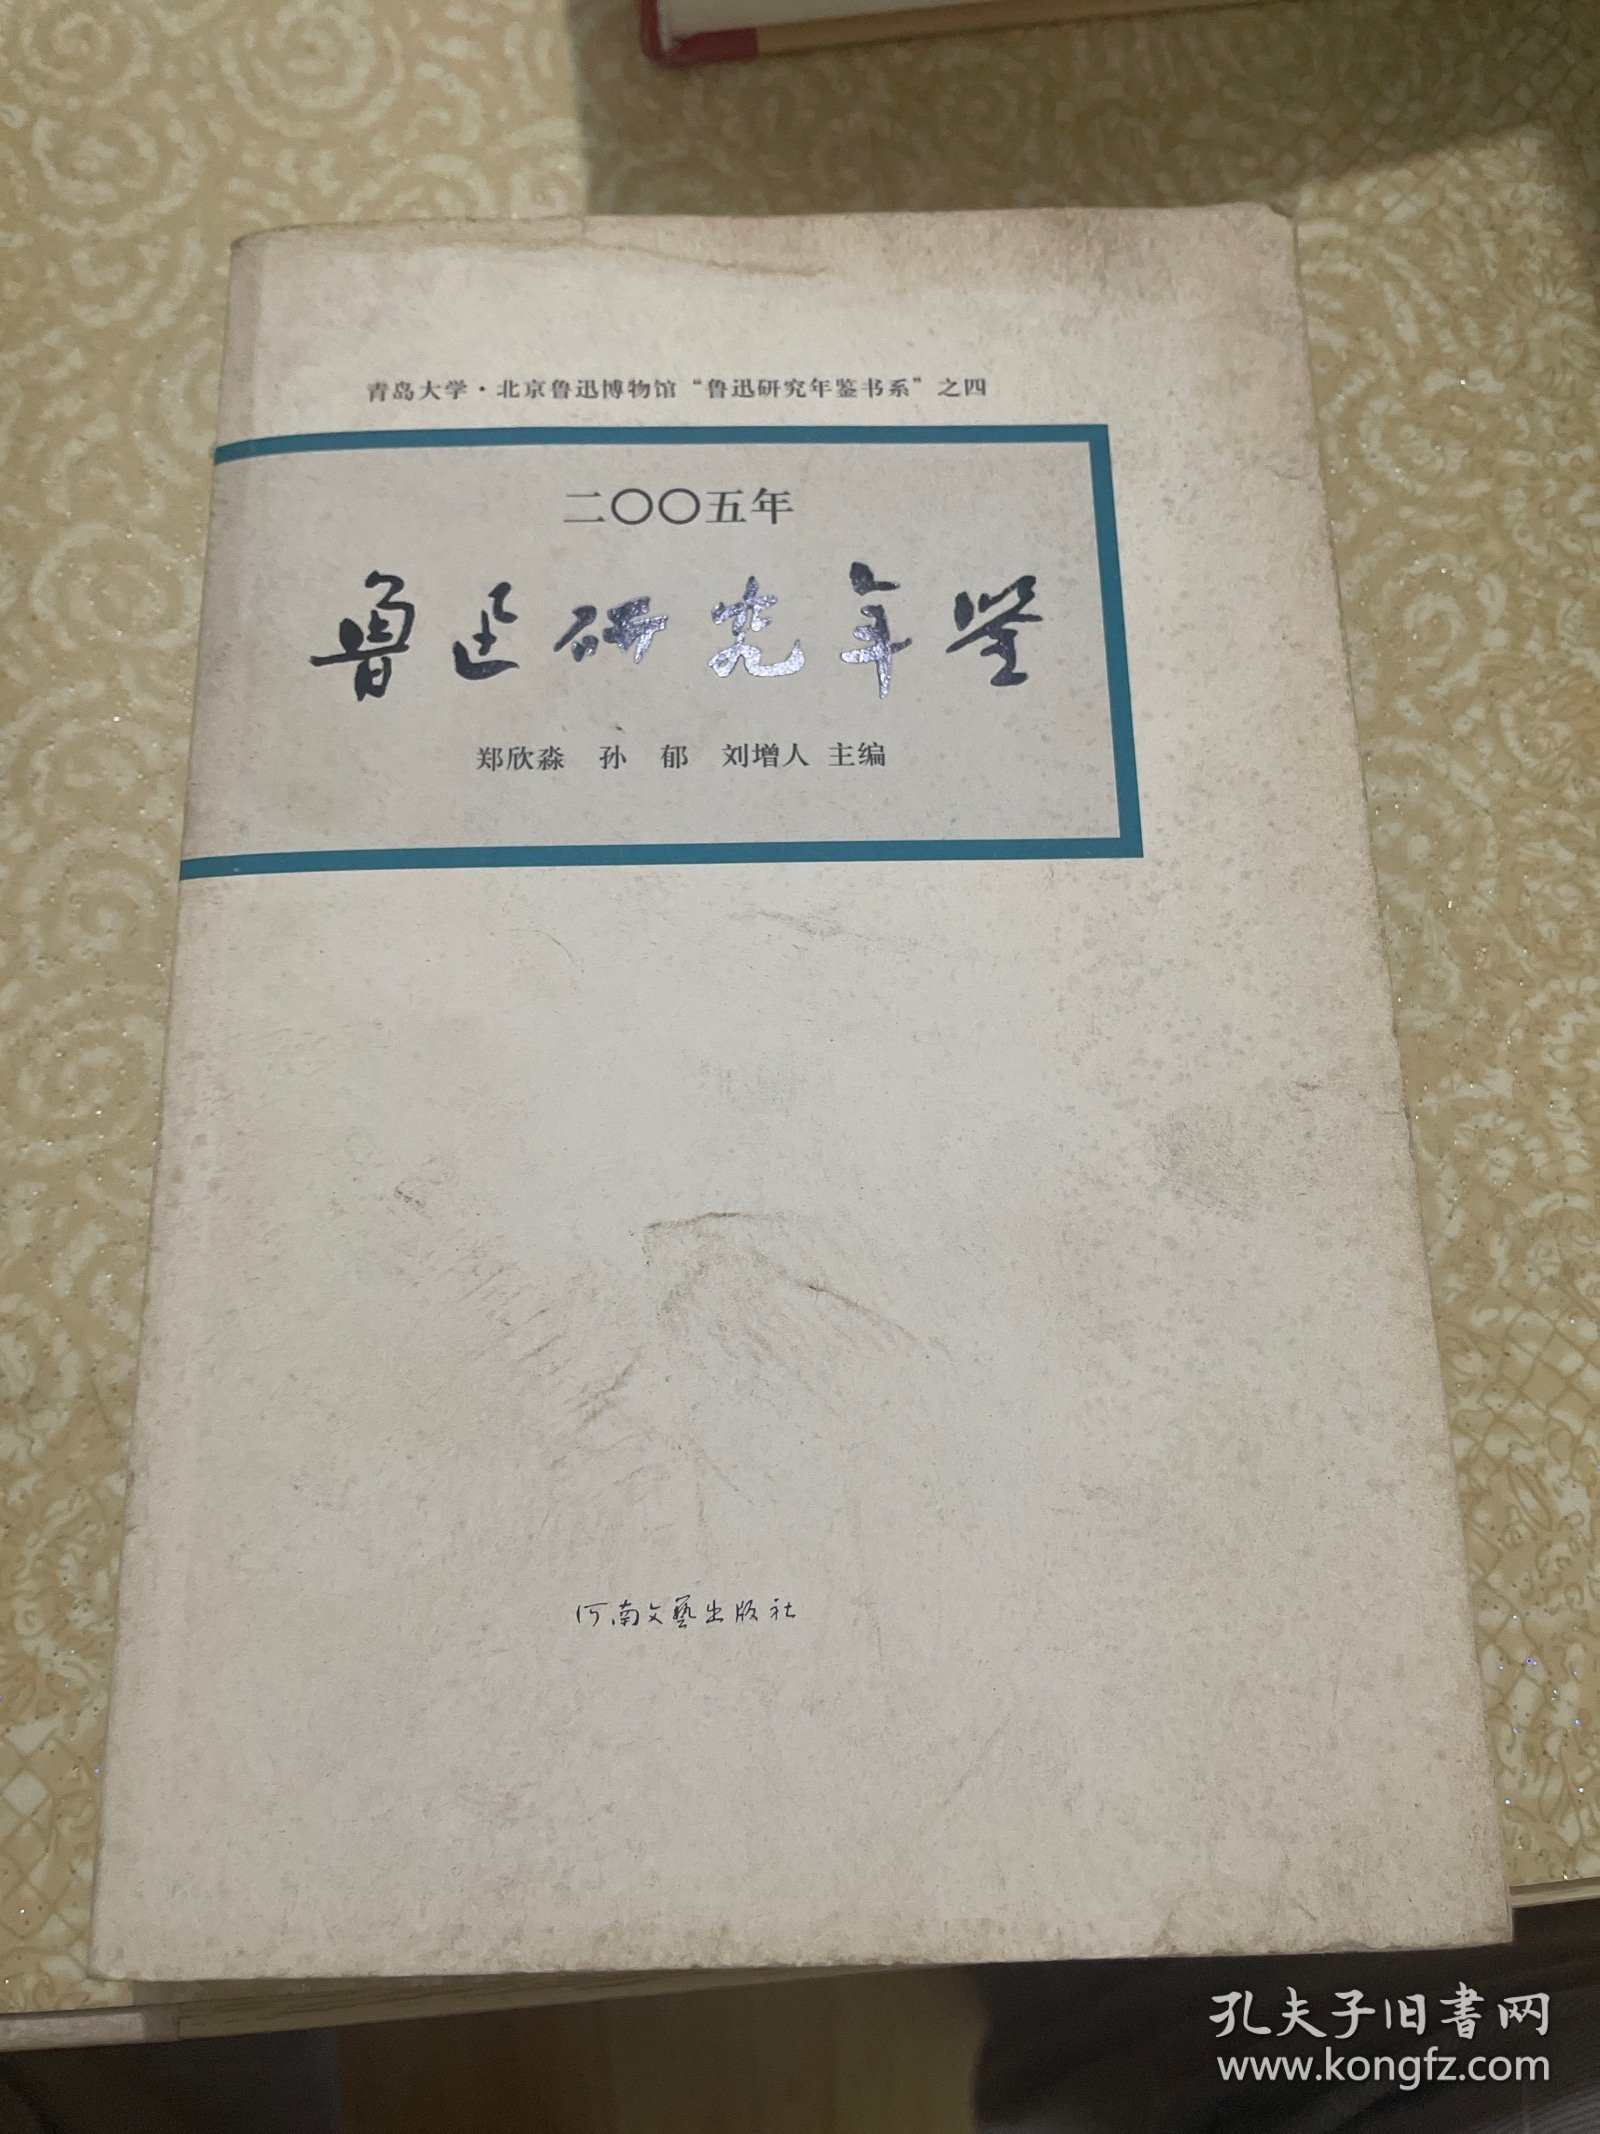 青岛大学·北京鲁迅博物馆“鲁迅研究年鉴书系”之四
二〇〇五年
鲁迅研究年鉴
郑欣淼 孙 郁 刘增人 主编
河南文艺出版社
孔夫子旧书网
www.kongfz.com